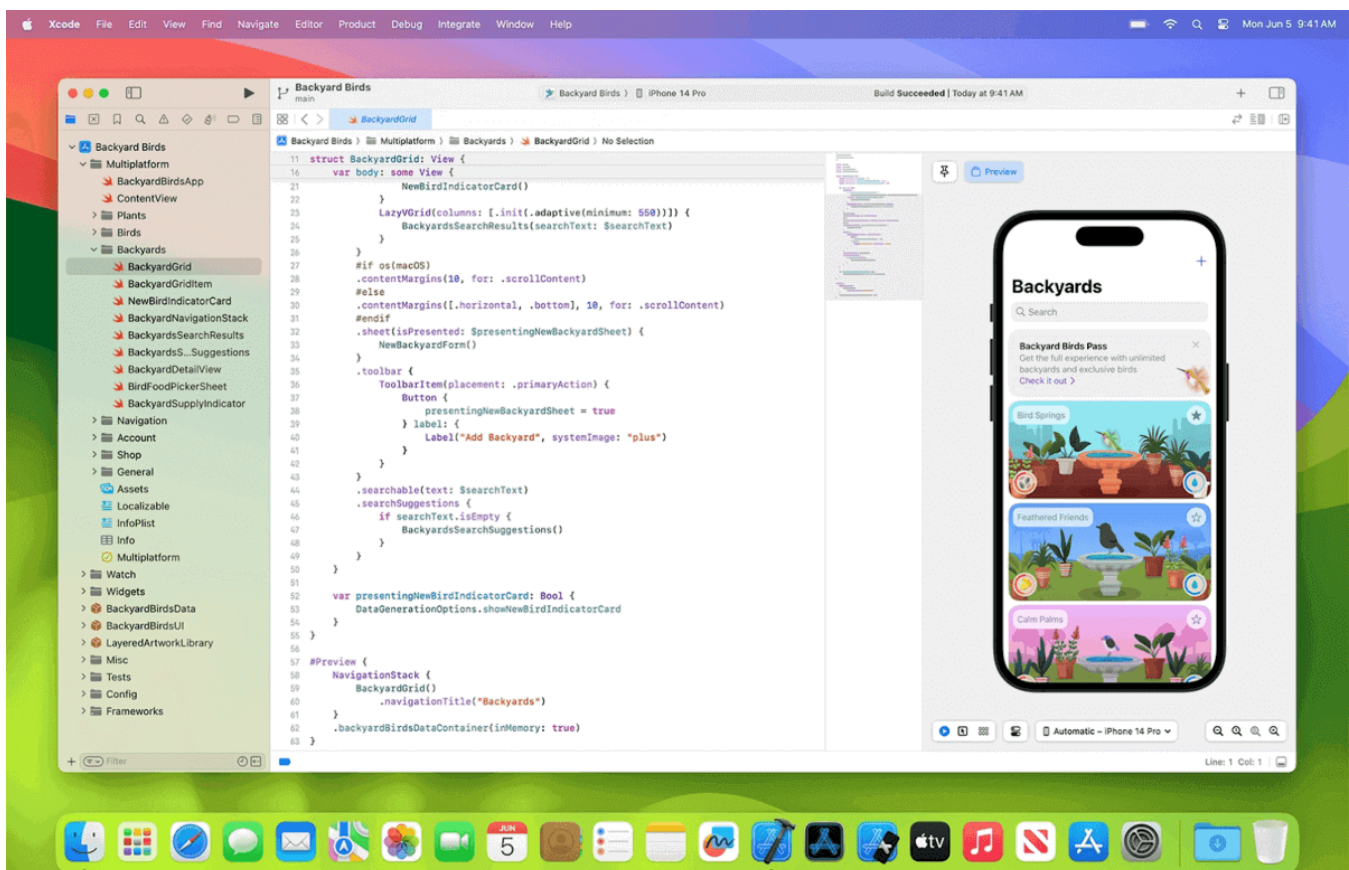 Xcode File Edit View Find Navigate Editor Product Debug Integrate Window Help
Mon Jun 5 9:41 AM
Backyard Birds
main
Backyard Birds 〉 iPhone 14 Pro
Build Succeeded | Today at 9:41 AM
BackyardGrid
Backyard Birds 〉 Multiplatform 〉 Backyards 〉 BackyardGrid 〉 No Selection
Backyard Birds
Multiplatform
BackyardBirdsApp
ContentView
Plants
Birds
Backyards
BackyardGrid
BackyardGridItem
NewBirdIndicatorCard
BackyardNavigationStack
BackyardsSearchResults
BackyardsS...Suggestions
BackyardDetailView
BirdFoodPickerSheet
BackyardSupplyIndicator
Navigation
Account
Shop
General
Assets
Localizable
InfoPlist
Info
Multiplatform
Watch
Widgets
BackyardBirdsData
BackyardBirdsUI
LayeredArtworkLibrary
Misc
Tests
Config
Frameworks
Filter
11 struct BackyardGrid: View {
16 var body: some View {
21 NewBirdIndicatorCard()
22 }
23 LazyVGrid(columns: [.init(.adaptive(minimum: 550))]) {
24 BackyardsSearchResults(searchText: $searchText)
25 }
26 }
27 #if os(macOS)
28 .contentMargins(10, for: .scrollContent)
29 #else
30 .contentMargins([.horizontal, .bottom], 10, for: .scrollContent)
31 #endif
32 .sheet(isPresented: $presentingNewBackyardSheet) {
33 NewBackyardForm()
34 }
35 .toolbar {
36 ToolbarItem(placement: .primaryAction) {
37 Button {
38 presentingNewBackyardSheet = true
39 } label: {
40 Label("Add Backyard", systemImage: "plus")
41 }
42 }
43 }
44 .searchable(text: $searchText)
45 .searchSuggestions {
46 if searchText.isEmpty {
47 BackyardsSearchSuggestions()
48 }
49 }
50 }
51
52 var presentingNewBirdIndicatorCard: Bool {
53 DataGenerationOptions.showNewBirdIndicatorCard
54 }
55 }
56
57 #Preview {
58 NavigationStack {
59 BackyardGrid()
60 .navigationTitle("Backyards")
61 }
62 .backyardBirdsDataContainer(inMemory: true)
63 }
Preview
Backyards
Search
Backyard Birds Pass
Get the full experience with unlimited
backyards and exclusive birds
Check it out 〉
Bird Springs
Feathered Friends
Calm Palms
Automatic – iPhone 14 Pro
Line: 1 Col: 1
JUN
5
tv